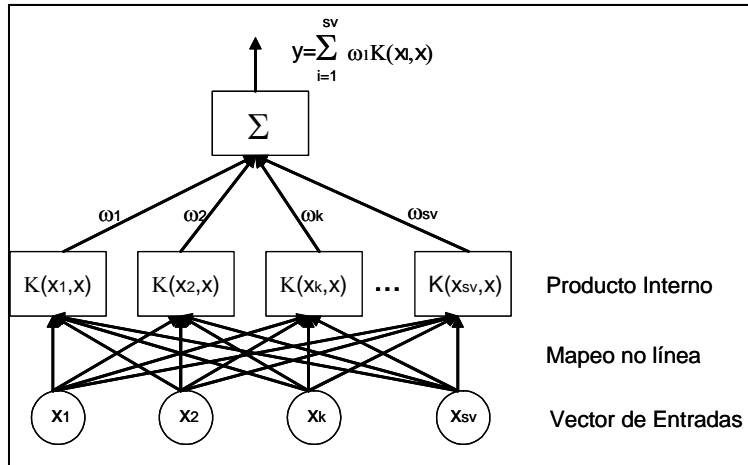 sv
y=∑ ω1K(xI,x)
i=1
Σ
ω1 ω2 ωk ωsv
K(x1,x) K(x2,x) K(xk,x) ... K(xsv,x) Producto Interno
Mapeo no línea
x1 x2 xk xsv Vector de Entradas